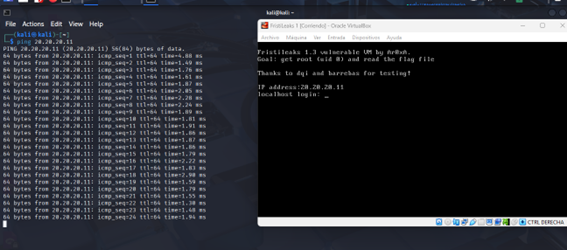 kali@kali: ~
Actions Edit View Help
(kali㉿kali)-[~]
$ ping 20.20.20.11
PING 20.20.20.11 (20.20.20.11) 56(84) bytes of data.
64 bytes from 20.20.20.11: icmp_seq=1 ttl=64 time=4.88 ms
64 bytes from 20.20.20.11: icmp_seq=2 ttl=64 time=1.49 ms
64 bytes from 20.20.20.11: icmp_seq=3 ttl=64 time=1.76 ms
64 bytes from 20.20.20.11: icmp_seq=4 ttl=64 time=1.61 ms
64 bytes from 20.20.20.11: icmp_seq=5 ttl=64 time=1.87 ms
64 bytes from 20.20.20.11: icmp_seq=6 ttl=64 time=2.05 ms
64 bytes from 20.20.20.11: icmp_seq=7 ttl=64 time=2.28 ms
64 bytes from 20.20.20.11: icmp_seq=8 ttl=64 time=2.24 ms
64 bytes from 20.20.20.11: icmp_seq=9 ttl=64 time=1.89 ms
64 bytes from 20.20.20.11: icmp_seq=10 ttl=64 time=1.81 ms
64 bytes from 20.20.20.11: icmp_seq=11 ttl=64 time=1.91 ms
64 bytes from 20.20.20.11: icmp_seq=12 ttl=64 time=1.86 ms
64 bytes from 20.20.20.11: icmp_seq=13 ttl=64 time=1.87 ms
64 bytes from 20.20.20.11: icmp_seq=14 ttl=64 time=1.86 ms
64 bytes from 20.20.20.11: icmp_seq=15 ttl=64 time=1.79 ms
64 bytes from 20.20.20.11: icmp_seq=16 ttl=64 time=2.22 ms
64 bytes from 20.20.20.11: icmp_seq=17 ttl=64 time=1.83 ms
64 bytes from 20.20.20.11: icmp_seq=18 ttl=64 time=2.90 ms
64 bytes from 20.20.20.11: icmp_seq=19 ttl=64 time=1.59 ms
64 bytes from 20.20.20.11: icmp_seq=20 ttl=64 time=1.79 ms
64 bytes from 20.20.20.11: icmp_seq=21 ttl=64 time=1.55 ms
64 bytes from 20.20.20.11: icmp_seq=22 ttl=64 time=1.30 ms
64 bytes from 20.20.20.11: icmp_seq=23 ttl=64 time=1.48 ms
64 bytes from 20.20.20.11: icmp_seq=24 ttl=64 time=1.94 ms
FristiLeaks 1 [Corriendo] - Oracle VirtualBox
Archivo Máquina Ver Entrada Dispositivos Ayuda
Fristileaks 1.3 vulnerable VM by Ar0xA.
Goal: get root (uid 0) and read the flag file
Thanks to dqi and barrebas for testing!
IP address:20.20.20.11
localhost login: _
CTRL DERECHA